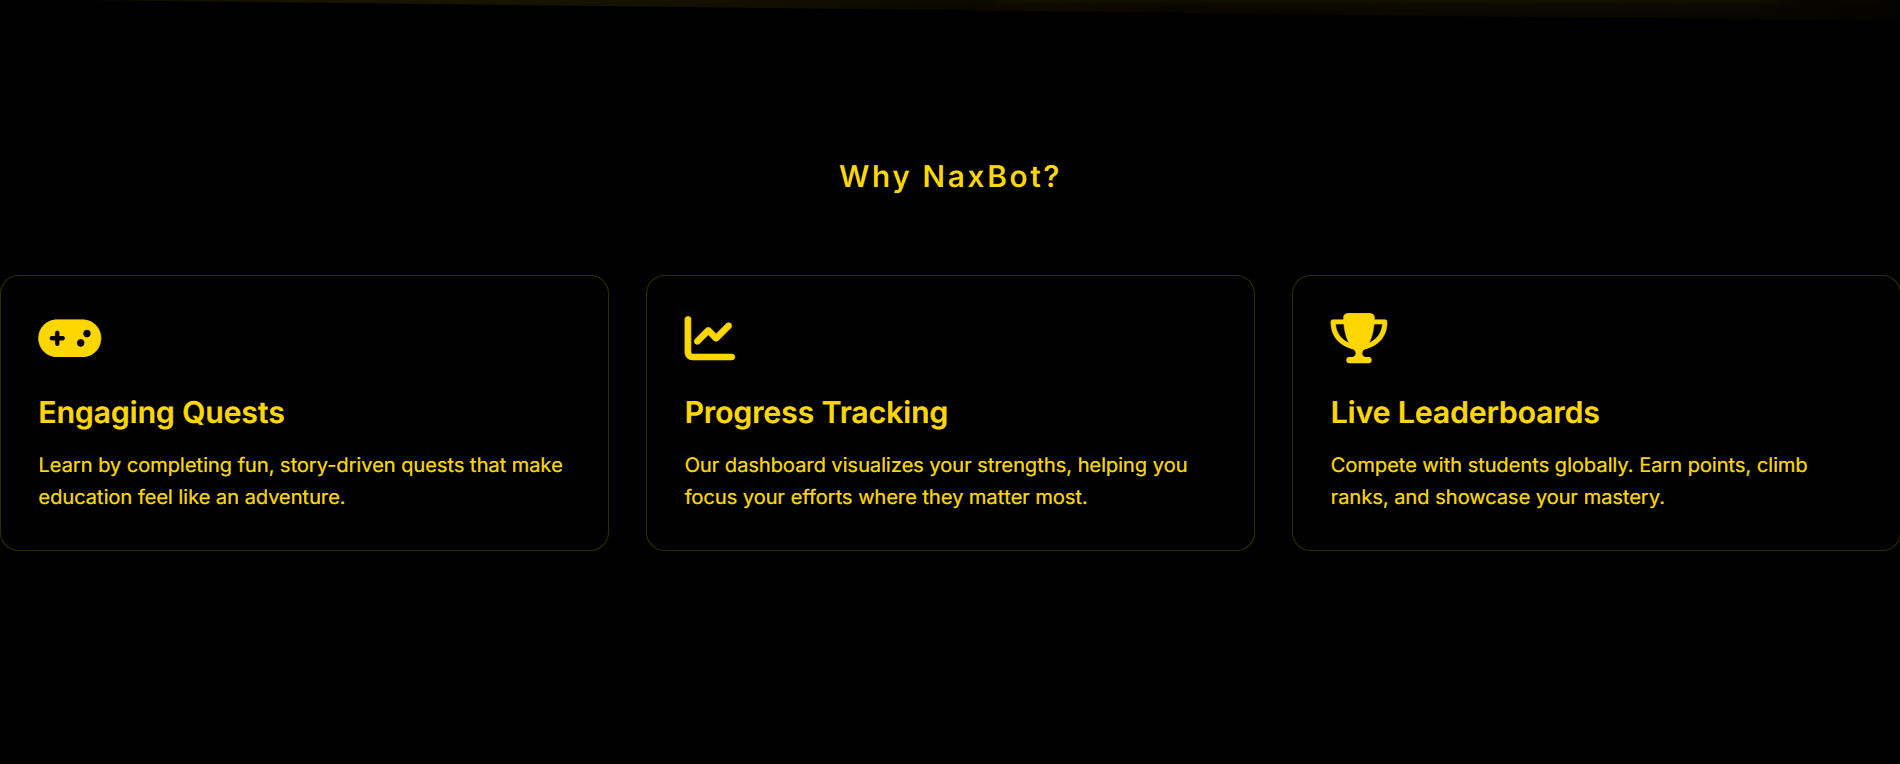 Why NaxBot?
Engaging Quests
Learn by completing fun, story-driven quests that make
education feel like an adventure.
Progress Tracking
Our dashboard visualizes your strengths, helping you
focus your efforts where they matter most.
Live Leaderboards
Compete with students globally. Earn points, climb
ranks, and showcase your mastery.